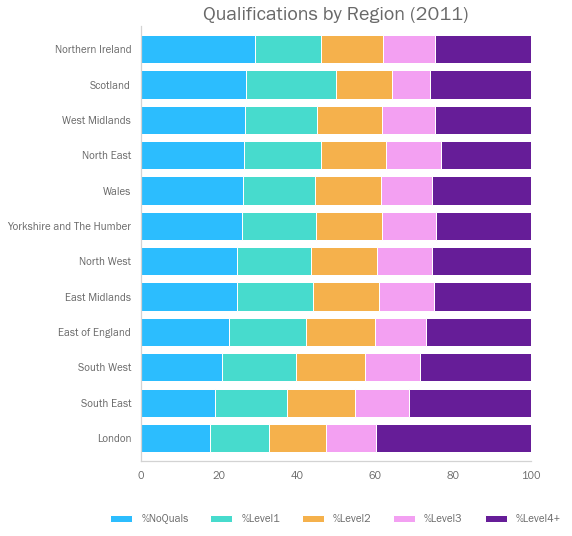 Qualifications by Region (2011)
Northern Ireland
Scotland
West Midlands
North East
Wales
Yorkshire and The Humber
North West
East Midlands
East of England
South West
South East
London
0 20 40 60 80 100
%NoQuals %Level1 %Level2 %Level3 %Level4+